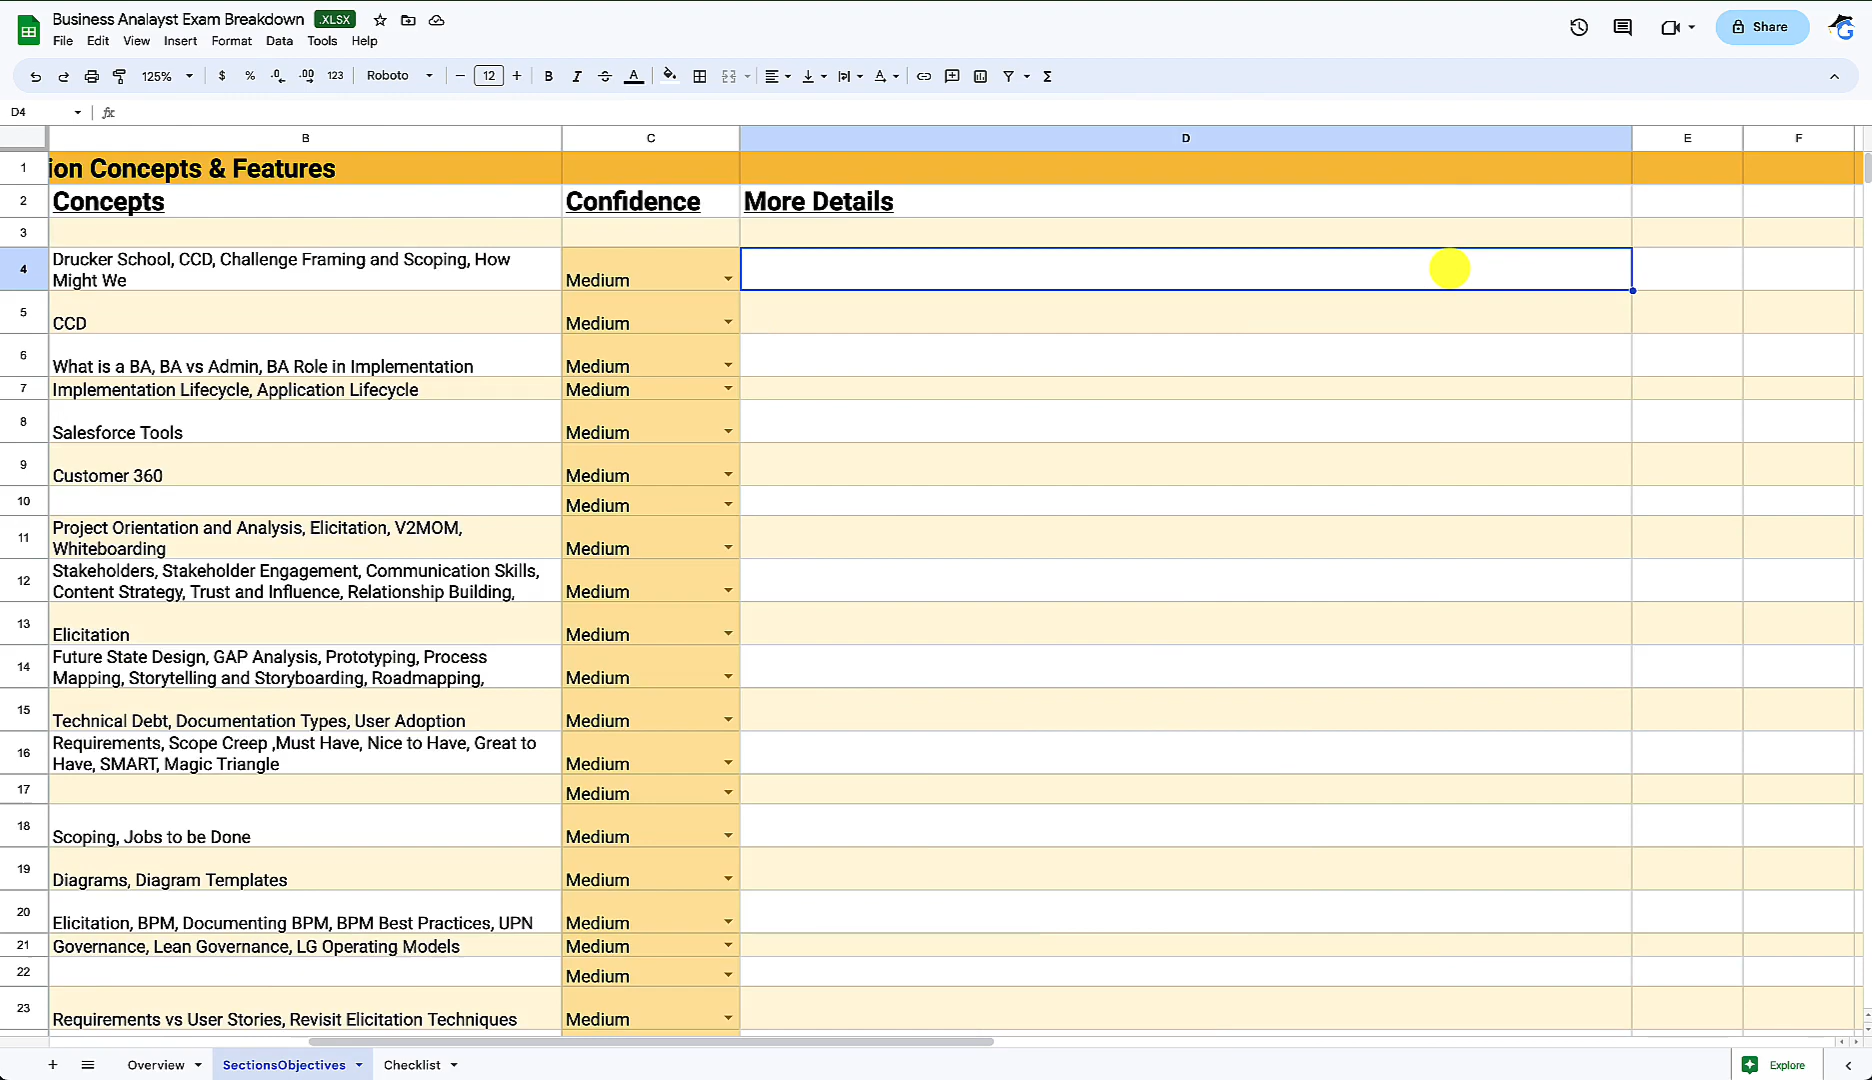 Business Analayst Exam Breakdown .XLSX
File Edit View Insert Format Data Tools Help
Share
125% $ % .0 .00 123 Roboto 12 B I S A
D4 fx
B C D E F
1 ion Concepts & Features
2 Concepts Confidence More Details
3
4 Drucker School, CCD, Challenge Framing and Scoping, How
Might We Medium
5 CCD Medium
6 What is a BA, BA vs Admin, BA Role in Implementation Medium
7 Implementation Lifecycle, Application Lifecycle Medium
8 Salesforce Tools Medium
9 Customer 360 Medium
10 Medium
11 Project Orientation and Analysis, Elicitation, V2MOM,
Whiteboarding Medium
12 Stakeholders, Stakeholder Engagement, Communication Skills,
Content Strategy, Trust and Influence, Relationship Building, Medium
13 Elicitation Medium
14 Future State Design, GAP Analysis, Prototyping, Process
Mapping, Storytelling and Storyboarding, Roadmapping, Medium
15 Technical Debt, Documentation Types, User Adoption Medium
16 Requirements, Scope Creep ,Must Have, Nice to Have, Great to
Have, SMART, Magic Triangle Medium
17 Medium
18 Scoping, Jobs to be Done Medium
19 Diagrams, Diagram Templates Medium
20 Elicitation, BPM, Documenting BPM, BPM Best Practices, UPN Medium
21 Governance, Lean Governance, LG Operating Models Medium
22 Medium
23 Requirements vs User Stories, Revisit Elicitation Techniques Medium
Overview SectionsObjectives Checklist Explore